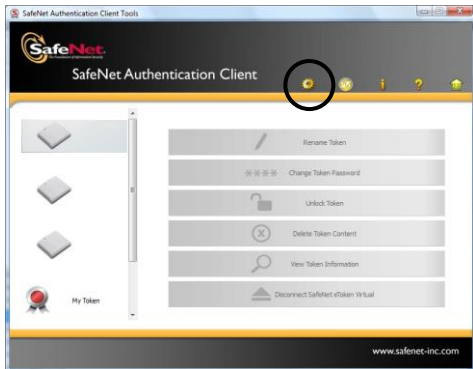 SafeNet Authentication Client Tools
SafeNet.
SafeNet Authentication Client
Rename Token
Change Token Password
Unlock Token
Delete Token Content
View Token Information
Disconnect SafeNet eToken Virtual
My Token
www.safenet-inc.com